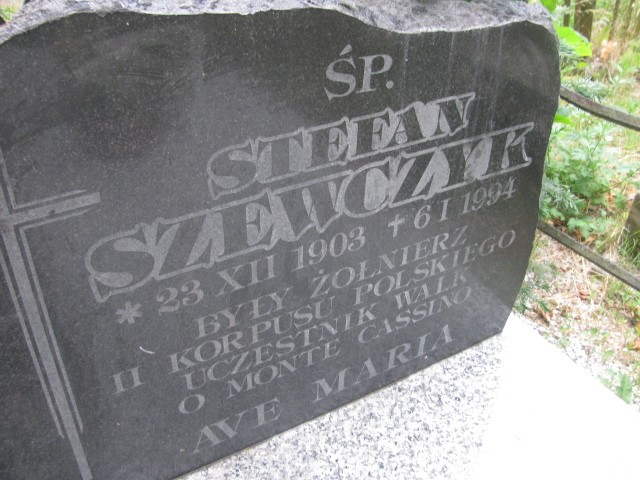 ŚP.
STEFAN
SZEWCZYK
* 23 XII 1903 ✝ 6 I 1994
BYŁY ŻOŁNIERZ
II KORPUSU POLSKIEGO
UCZESTNIK WALK
O MONTE CASSINO
AVE MARIA